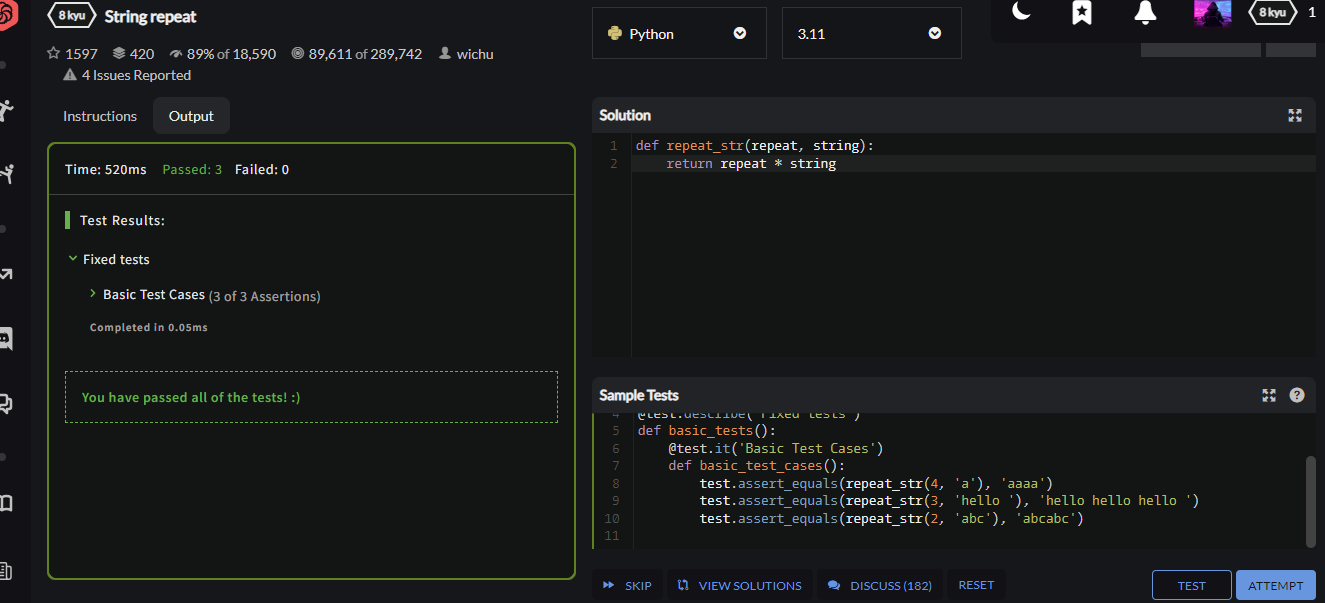 8 kyu String repeat
1597 420 89% of 18,590 89,611 of 289,742 wichu
4 Issues Reported
Instructions Output
Time: 520ms Passed: 3 Failed: 0
Test Results:
Fixed tests
Basic Test Cases (3 of 3 Assertions)
Completed in 0.05ms
You have passed all of the tests! :)
Python
3.11
8 kyu 1
Solution
1 def repeat_str(repeat, string):
2 return repeat * string
Sample Tests
4 @test.describe('Fixed tests')
5 def basic_tests():
6 @test.it('Basic Test Cases')
7 def basic_test_cases():
8 test.assert_equals(repeat_str(4, 'a'), 'aaaa')
9 test.assert_equals(repeat_str(3, 'hello '), 'hello hello hello ')
10 test.assert_equals(repeat_str(2, 'abc'), 'abcabc')
11
SKIP VIEW SOLUTIONS DISCUSS (182) RESET TEST ATTEMPT